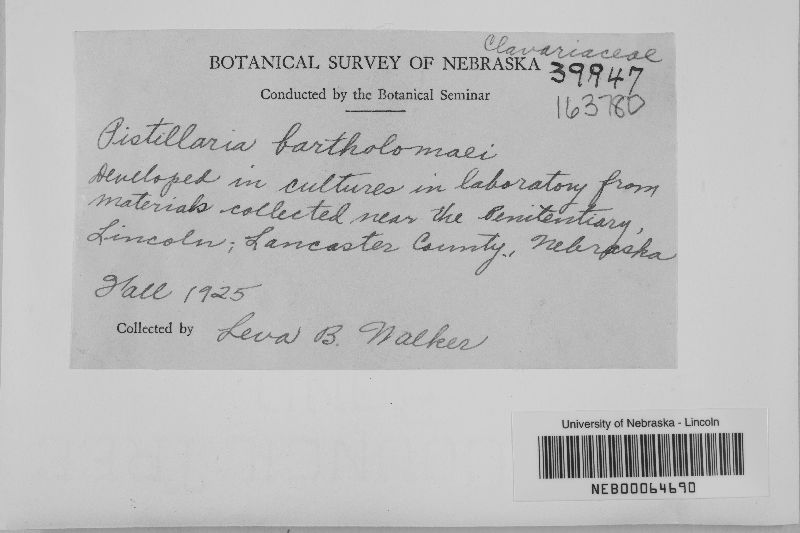 Clavariaceae
BOTANICAL SURVEY OF NEBRASKA
39947
Conducted by the Botanical Seminar
163780
Pistillaria bartholomaei
Developed in cultures in laboratory from
materials collected near the Penitentiary,
Lincoln; Lancaster County., Nebraska
Fall 1925
Collected by Leva B. Walker
University of Nebraska - Lincoln
NEB00064690